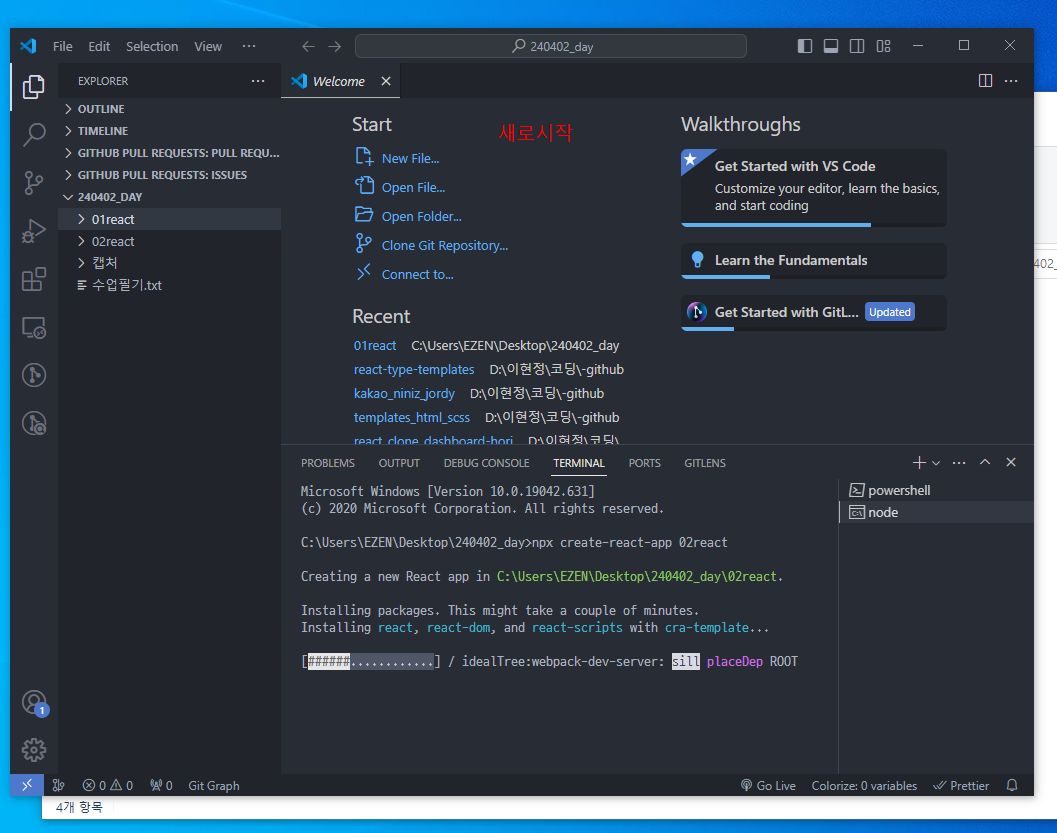 File Edit Selection View ··· 240402_day
EXPLORER ···
OUTLINE
TIMELINE
GITHUB PULL REQUESTS: PULL REQU...
GITHUB PULL REQUESTS: ISSUES
240402_DAY
01react
02react
캡처
수업필기.txt
1
Welcome
Start
새로시작
New File...
Open File...
Open Folder...
Clone Git Repository...
Connect to...
Recent
01react C:\Users\EZEN\Desktop\240402_day
react-type-templates D:\이현정\코딩\-github
kakao_niniz_jordy D:\이현정\코딩\-github
templates_html_scss D:\이현정\코딩\-github
react_clone_dashboard-hori D:\이현정\코딩\
Walkthroughs
Get Started with VS Code
Customize your editor, learn the basics,
and start coding
Learn the Fundamentals
Get Started with GitL... Updated
402_
PROBLEMS OUTPUT DEBUG CONSOLE TERMINAL PORTS GITLENS
Microsoft Windows [Version 10.0.19042.631]
(c) 2020 Microsoft Corporation. All rights reserved.
C:\Users\EZEN\Desktop\240402_day>npx create-react-app 02react
Creating a new React app in C:\Users\EZEN\Desktop\240402_day\02react.
Installing packages. This might take a couple of minutes.
Installing react, react-dom, and react-scripts with cra-template...
[######............] / idealTree:webpack-dev-server: sill placeDep ROOT
powershell
node
0 0 0 Git Graph Go Live Colorize: 0 variables Prettier
4개 항목